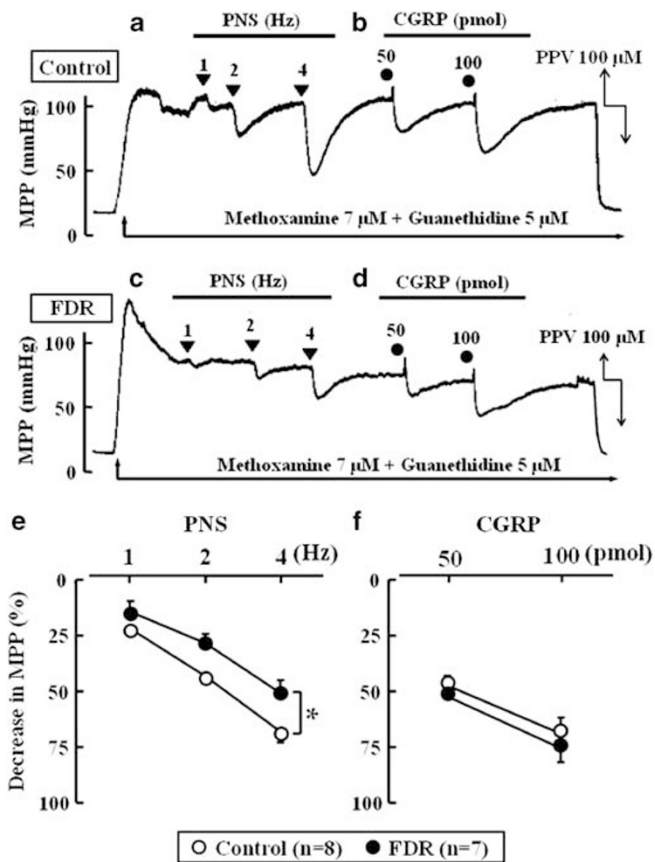 a PNS (Hz) b CGRP (pmol)
Control 1 2 4 50 100 PPV 100 µM
MPP (mmHg)
100
50
0
Methoxamine 7 µM + Guanethidine 5 µM
c PNS (Hz) d CGRP (pmol)
FDR 1 2 4 50 100 PPV 100 µM
MPP (mmHg)
100
50
0
Methoxamine 7 µM + Guanethidine 5 µM
e PNS
1 2 4 (Hz)
Decrease in MPP (%)
0
25
50
75
100
*
f CGRP
50 100 (pmol)
0
25
50
75
100
Control (n=8) FDR (n=7)